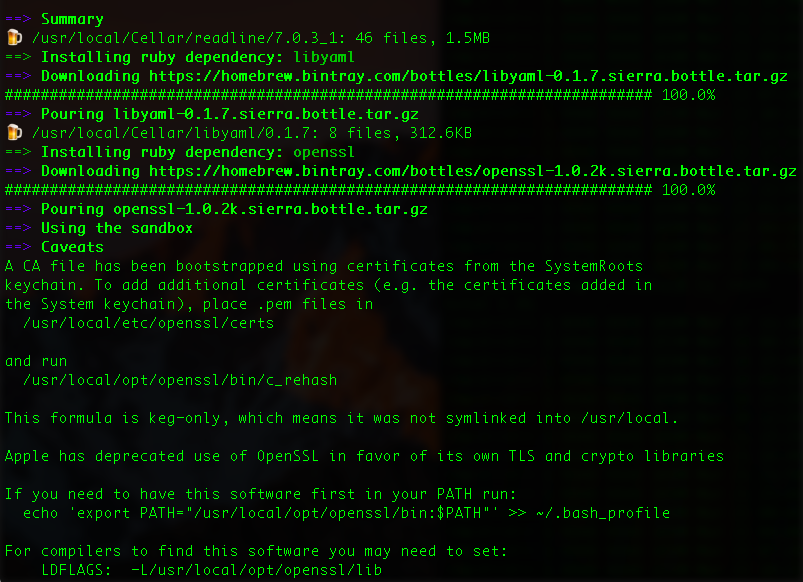 ==> Summary
🍺 /usr/local/Cellar/readline/7.0.3_1: 46 files, 1.5MB
==> Installing ruby dependency: libyaml
==> Downloading https://homebrew.bintray.com/bottles/libyaml-0.1.7.sierra.bottle.tar.gz
######################################################################## 100.0%
==> Pouring libyaml-0.1.7.sierra.bottle.tar.gz
🍺 /usr/local/Cellar/libyaml/0.1.7: 8 files, 312.6KB
==> Installing ruby dependency: openssl
==> Downloading https://homebrew.bintray.com/bottles/openssl-1.0.2k.sierra.bottle.tar.gz
######################################################################## 100.0%
==> Pouring openssl-1.0.2k.sierra.bottle.tar.gz
==> Using the sandbox
==> Caveats
A CA file has been bootstrapped using certificates from the SystemRoots
keychain. To add additional certificates (e.g. the certificates added in
the System keychain), place .pem files in
  /usr/local/etc/openssl/certs

and run
  /usr/local/opt/openssl/bin/c_rehash

This formula is keg-only, which means it was not symlinked into /usr/local.

Apple has deprecated use of OpenSSL in favor of its own TLS and crypto libraries

If you need to have this software first in your PATH run:
  echo 'export PATH="/usr/local/opt/openssl/bin:$PATH"' >> ~/.bash_profile

For compilers to find this software you may need to set:
    LDFLAGS:  -L/usr/local/opt/openssl/lib